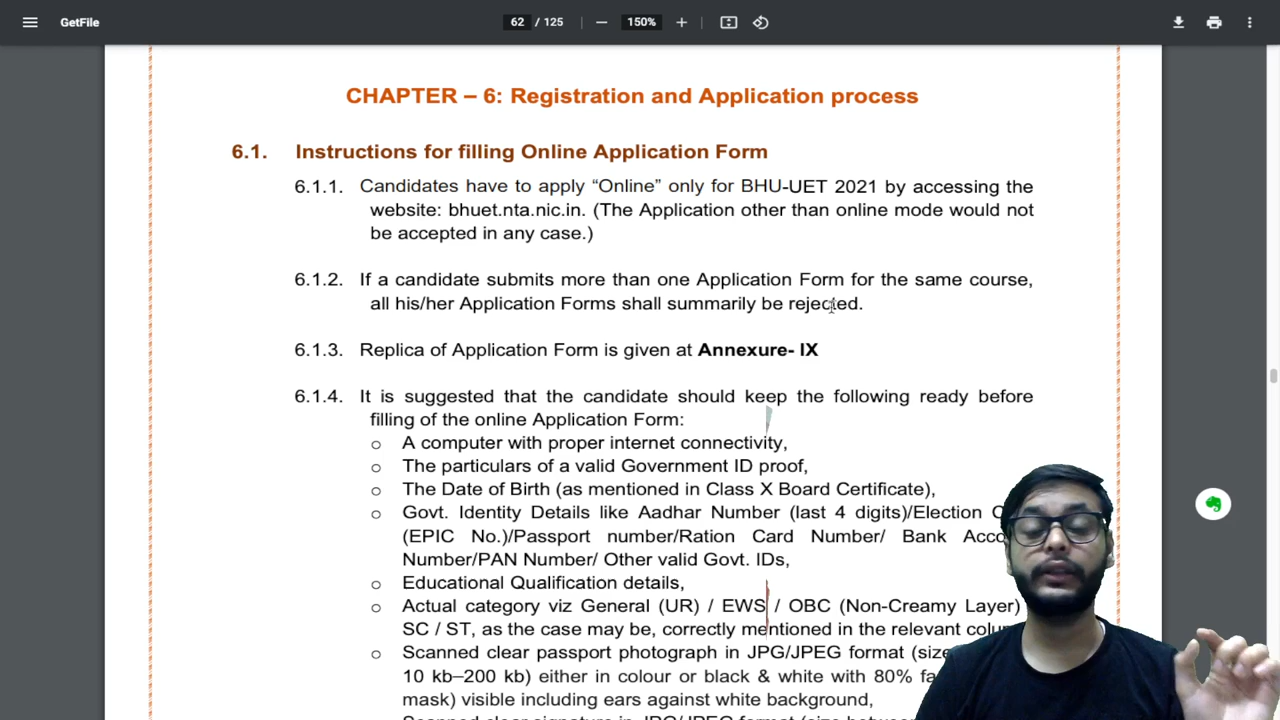 GetFile
62 / 125
150%
CHAPTER – 6: Registration and Application process
6.1. Instructions for filling Online Application Form
6.1.1. Candidates have to apply “Online” only for BHU-UET 2021 by accessing the
website: bhuet.nta.nic.in. (The Application other than online mode would not
be accepted in any case.)
6.1.2. If a candidate submits more than one Application Form for the same course,
all his/her Application Forms shall summarily be rejected.
6.1.3. Replica of Application Form is given at Annexure- IX
6.1.4. It is suggested that the candidate should keep the following ready before
filling of the online Application Form:
o A computer with proper internet connectivity,
o The particulars of a valid Government ID proof,
o The Date of Birth (as mentioned in Class X Board Certificate),
o Govt. Identity Details like Aadhar Number (last 4 digits)/Election
(EPIC No.)/Passport number/Ration Card Number/ Bank
Number/PAN Number/ Other valid Govt. IDs,
o Educational Qualification details,
o Actual category viz General (UR) / EWS / OBC (Non-Creamy Layer)
SC / ST, as the case may be, correctly mentioned in the relevant
o Scanned clear passport photograph in JPG/JPEG format
10 kb–200 kb) either in colour or black & white with 80%
mask) visible including ears against white background,